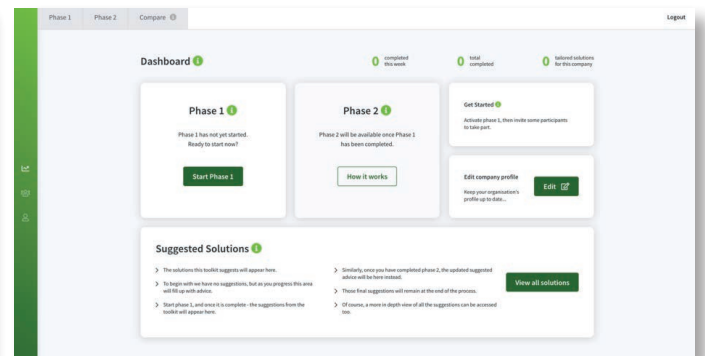 Phase 1
Phase 2
Compare
Logout
Dashboard
0 completed
this week
0 total
completed
0 tailored solutions
for this company
Phase 1
Phase 1 has not yet started.
Ready to start now?
Start Phase 1
Phase 2
Phase 2 will be available once Phase 1
has been completed.
How it works
Get Started
Activate phase 1, then invite some participants
to take part.
Edit company profile
Keep your organisation's
profile up to date...
Edit
Suggested Solutions
> The solutions this toolkit suggests will appear here.
> To begin with we have no suggestions, but as you progress this area
will fill up with advice.
> Start phase 1, and once it is complete - the suggestions from the
toolkit will appear here.
> Similarly, once you have completed phase 2, the updated suggested
advice will be here instead.
> These final suggestions will remain at the end of the process.
> Of course, a more in depth view of all the suggestions can be accessed
too.
View all solutions